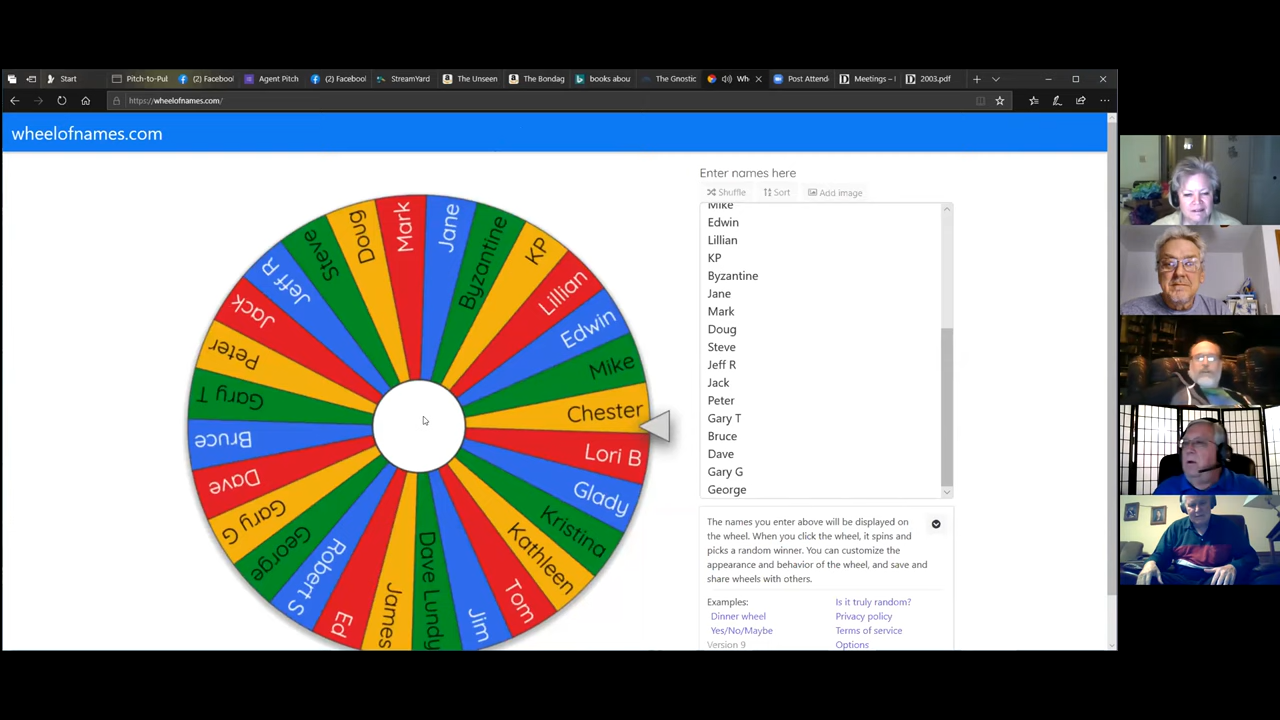 Start
Pitch-to-Pul
(2) Facebool
Agent Pitch
(2) Facebool
StreamYard
The Unseen
The Bondag
books abou
The Gnostic
Wh
Post Attend
Meetings – I
2003.pdf
https://wheelofnames.com/
wheelofnames.com
Enter names here
Shuffle
Sort
Add image
Mike
Edwin
Lillian
KP
Byzantine
Jane
Mark
Doug
Steve
Jeff R
Jack
Peter
Gary T
Bruce
Dave
Gary G
George
Mark
Jane
Byzantine
KP
Lillian
Edwin
Mike
Chester
Lori B
Glady
Kristina
Kathleen
Tom
Jim
Dave Lundy
James
Ed
Robert S
George
Gary G
Dave
Bruce
Gary T
Peter
Jack
Jeff R
Steve
Doug
The names you enter above will be displayed on
the wheel. When you click the wheel, it spins and
picks a random winner. You can customize the
appearance and behavior of the wheel, and save and
share wheels with others.
Examples:
Dinner wheel
Yes/No/Maybe
Version 9
Is it truly random?
Privacy policy
Terms of service
Options